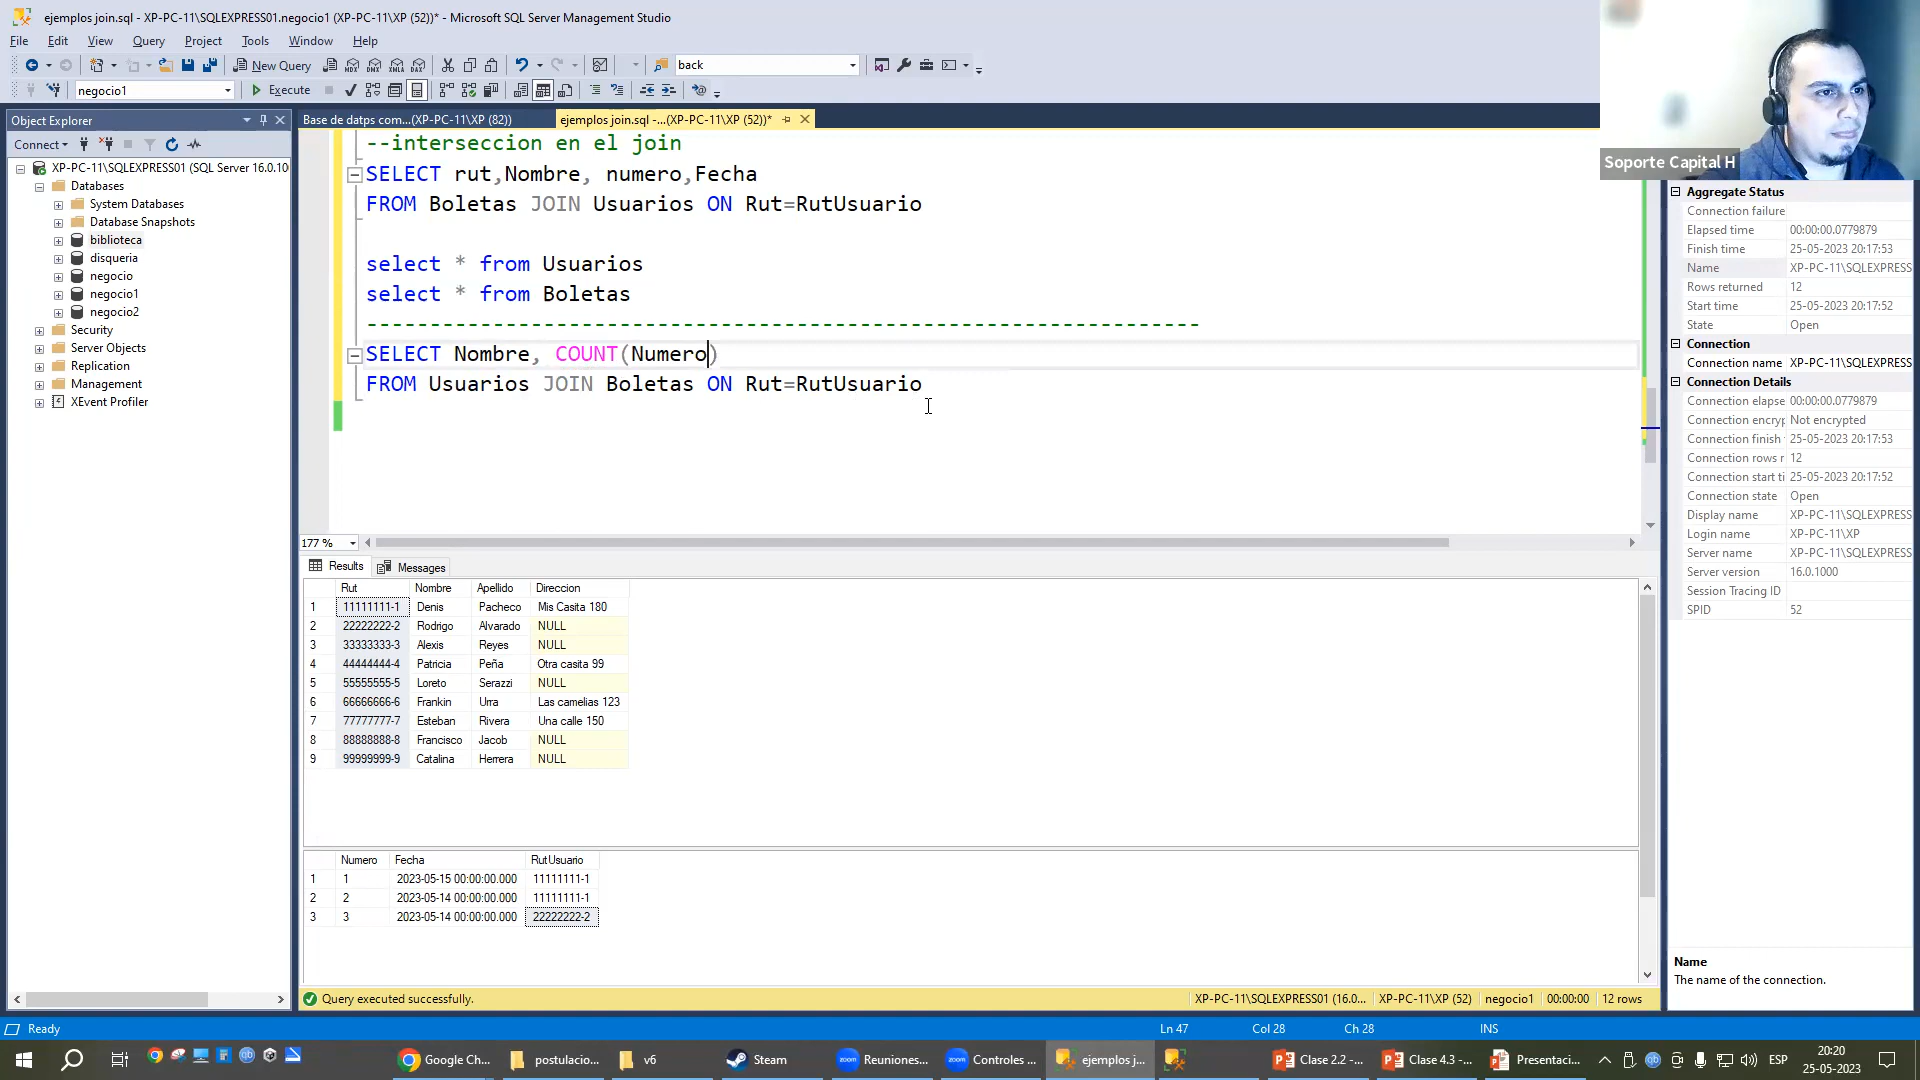 ejemplos join.sql - XP-PC-11\SQLEXPRESS01.negocio1 (XP-PC-11\XP (52))* - Microsoft SQL Server Management Studio
File Edit View Query Project Tools Window Help
New Query
back
negocio1
Execute
Soporte Capital H
Object Explorer
Connect
XP-PC-11\SQLEXPRESS01 (SQL Server 16.0.10
Databases
System Databases
Database Snapshots
biblioteca
disqueria
negocio
negocio1
negocio2
Security
Server Objects
Replication
Management
XEvent Profiler
Base de datps com...(XP-PC-11\XP (82))
ejemplos join.sql -...(XP-PC-11\XP (52))*
--interseccion en el join
SELECT rut,Nombre, numero,Fecha
FROM Boletas JOIN Usuarios ON Rut=RutUsuario
select * from Usuarios
select * from Boletas
-----------------------------------------------------------------
SELECT Nombre, COUNT(Numero)
FROM Usuarios JOIN Boletas ON Rut=RutUsuario
177 %
Results Messages
Rut Nombre Apellido Direccion
1 11111111-1 Denis Pacheco Mis Casita 180
2 22222222-2 Rodrigo Alvarado NULL
3 33333333-3 Alexis Reyes NULL
4 44444444-4 Patricia Peña Otra casita 99
5 55555555-5 Loreto Serazzi NULL
6 66666666-6 Frankin Urra Las camelias 123
7 77777777-7 Esteban Rivera Una calle 150
8 88888888-8 Francisco Jacob NULL
9 99999999-9 Catalina Herrera NULL
Numero Fecha RutUsuario
1 1 2023-05-15 00:00:00.000 11111111-1
2 2 2023-05-14 00:00:00.000 11111111-1
3 3 2023-05-14 00:00:00.000 22222222-2
Query executed successfully.
XP-PC-11\SQLEXPRESS01 (16.0... XP-PC-11\XP (52) negocio1 00:00:00 12 rows
Aggregate Status
Connection failure
Elapsed time 00:00:00.0779879
Finish time 25-05-2023 20:17:53
Name XP-PC-11\SQLEXPRESS
Rows returned 12
Start time 25-05-2023 20:17:52
State Open
Connection
Connection name XP-PC-11\SQLEXPRESS
Connection Details
Connection elapse 00:00:00.0779879
Connection encryp Not encrypted
Connection finish 25-05-2023 20:17:53
Connection rows r 12
Connection start ti 25-05-2023 20:17:52
Connection state Open
Display name XP-PC-11\SQLEXPRESS
Login name XP-PC-11\XP
Server name XP-PC-11\SQLEXPRESS
Server version 16.0.1000
Session Tracing ID
SPID 52
Name
The name of the connection.
Ready Ln 47 Col 28 Ch 28 INS
Google Ch... postulacio... v6 Steam Reuniones... Controles ... ejemplos j... Clase 2.2 -... Clase 4.3 -... Presentaci... ESP
20:20
25-05-2023